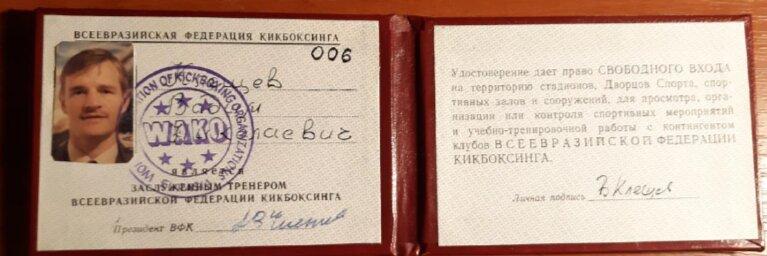 ВСЕЕВРАЗИЙСКАЯ ФЕДЕРАЦИЯ КИКБОКСИНГА
006
WAKO
является
ЗАСЛУЖЕННЫМ ТРЕНЕРОМ
ВСЕЕВРАЗИЙСКОЙ ФЕДЕРАЦИИ КИКБОКСИНГА
Президент ВФК
Удостоверение дает право СВОБОДНОГО ВХОДА
на территорию стадионов, Дворцов Спорта, спор-
тивных залов и сооружений, для просмотра, орга-
низации или контроля спортивных мероприятий
и учебно-тренировочной работы с контингентом
клубов ВСЕЕВРАЗИЙСКОЙ ФЕДЕРАЦИИ
КИКБОКСИНГА.
Личная подпись